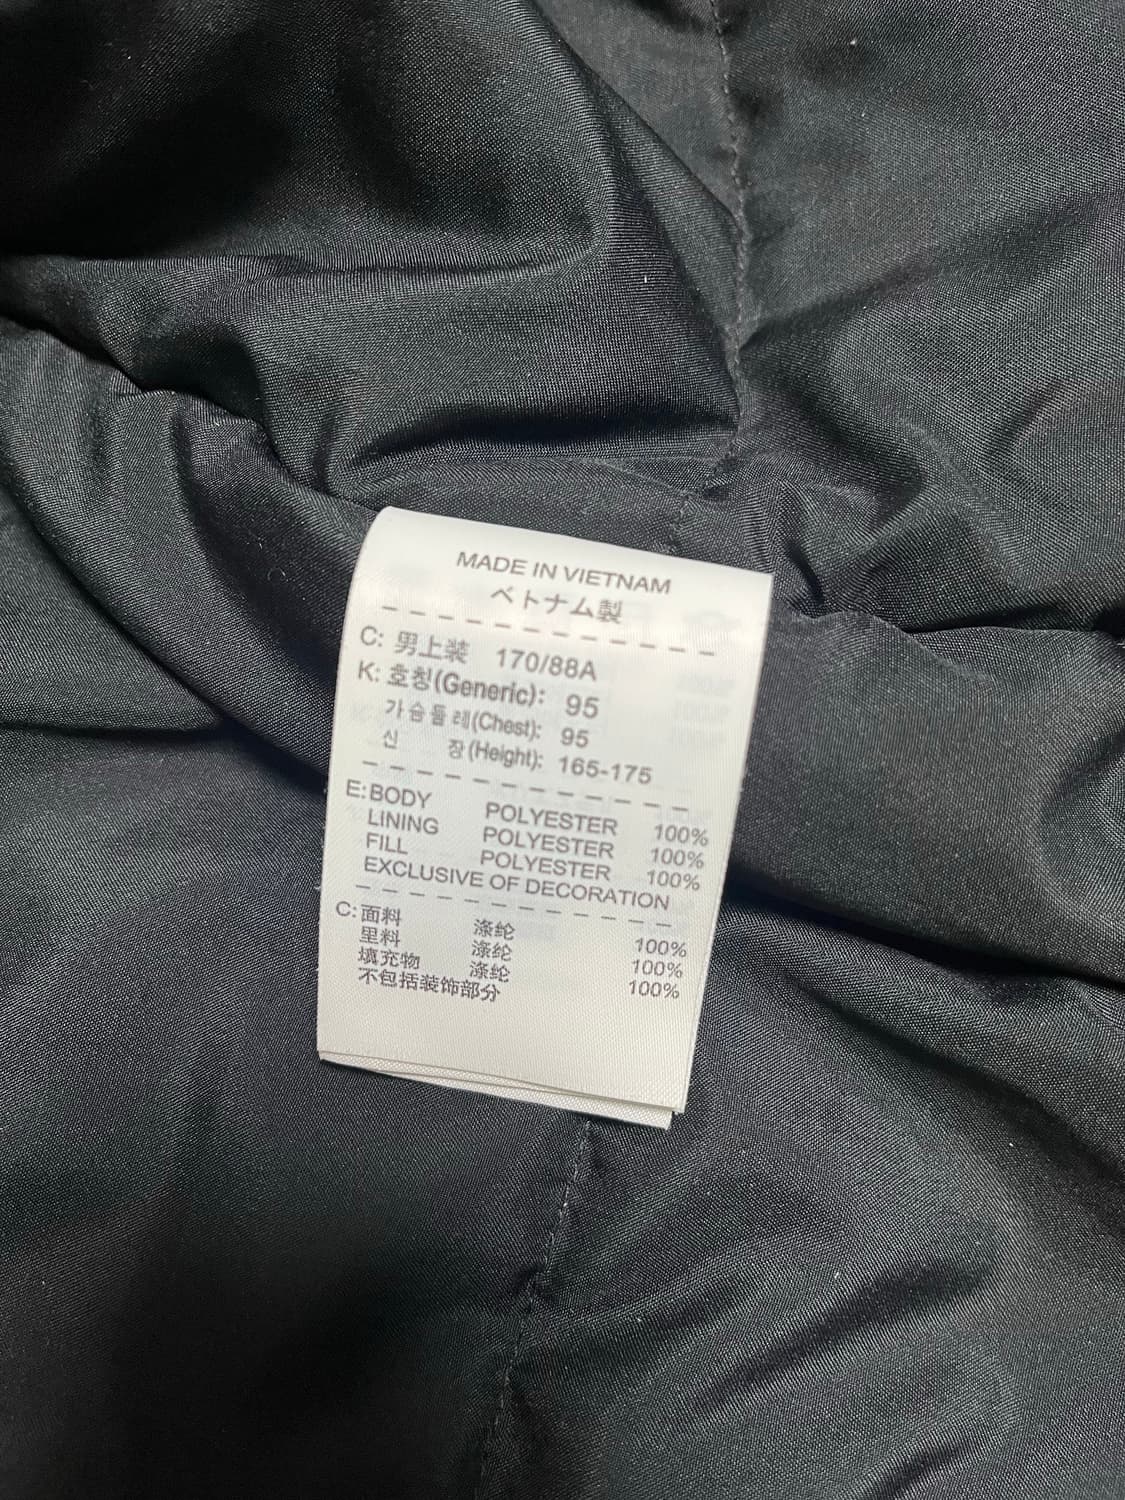 MADE IN VIETNAM
ベトナム製
C: 男上装 170/88A
K: 호칭(Generic): 95
가슴둘레(Chest): 95
신 장(Height): 165-175
E:BODY POLYESTER 100%
LINING POLYESTER 100%
FILL POLYESTER 100%
EXCLUSIVE OF DECORATION
C:面料 涤纶 100%
里料 涤纶 100%
填充物 涤纶 100%
不包括装饰部分